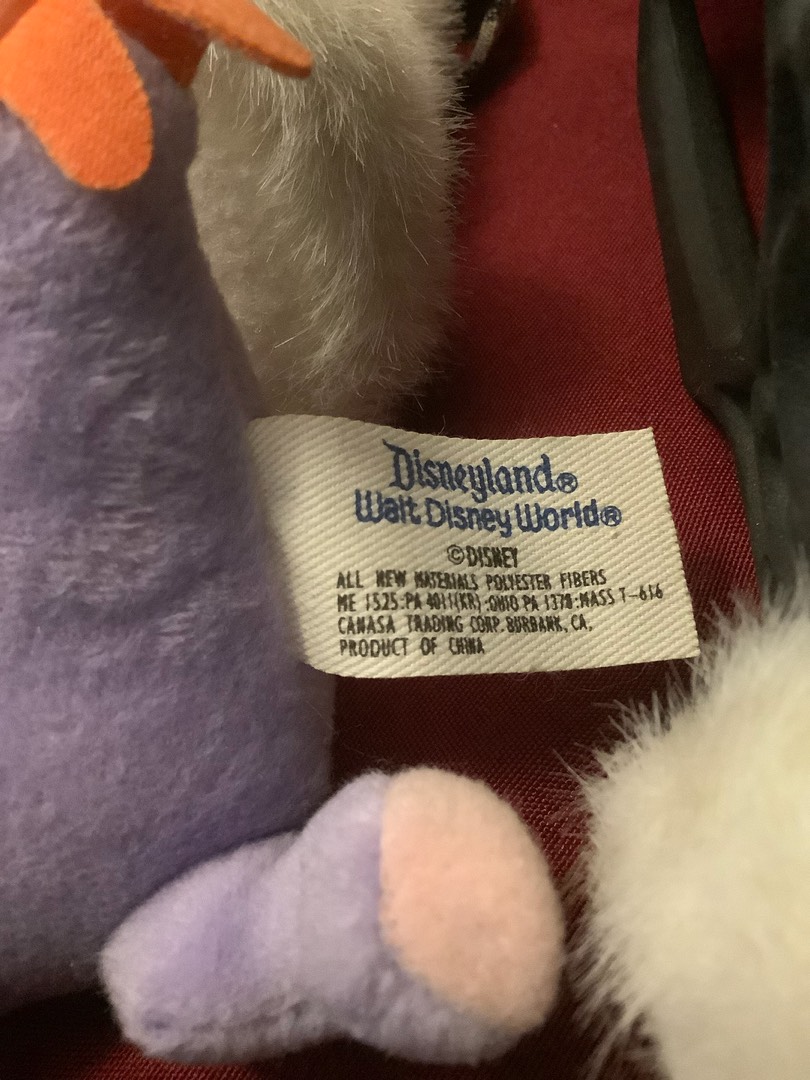 Disneyland®
Walt Disney World®
©DISNEY
ALL NEW MATERIALS POLYESTER FIBERS
ME 1525:PA 4011(KR):OHIO PA 1378:MASS T-616
CANASA TRADING CORP. BURBANK, CA,
PRODUCT OF CHINA